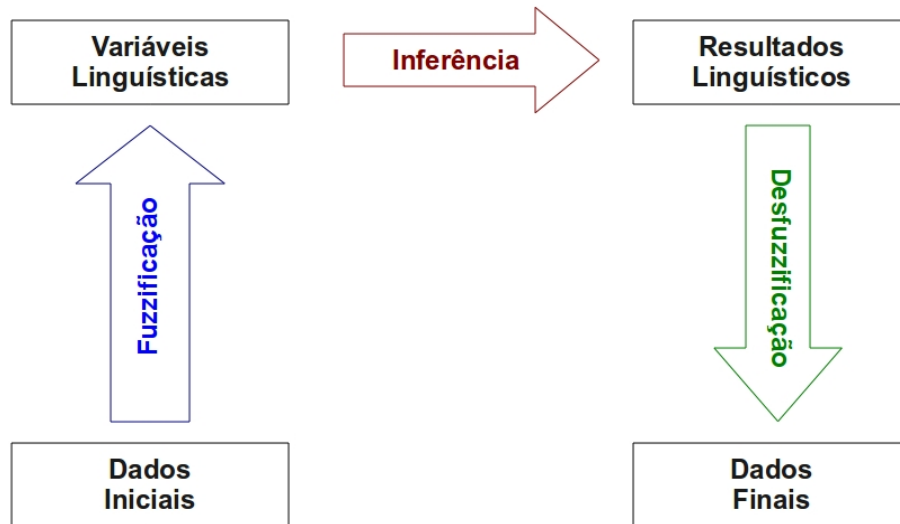 Variáveis
Linguísticas
Inferência
Resultados
Linguísticos
Fuzzificação
Desfuzzificação
Dados
Iniciais
Dados
Finais